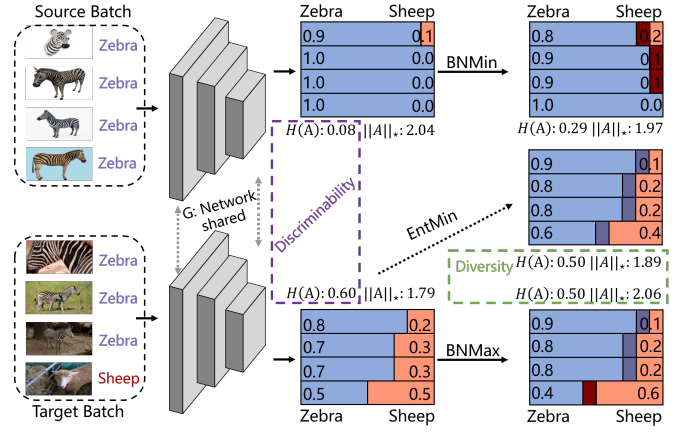 Source Batch
Zebra
Zebra
Zebra
Zebra
Zebra Sheep
0.9 0.1
1.0 0.0
1.0 0.0
1.0 0.0
H(A): 0.08 ||A||⋆: 2.04
BNMin
Zebra Sheep
0.8 0.2
0.9 0.1
0.9 0.1
1.0 0.0
H(A): 0.29 ||A||⋆: 1.97
G: Network
shared
Discriminability
EntMin
0.9 0.1
0.8 0.2
0.8 0.2
0.6 0.4
Diversity
H(A): 0.50 ||A||⋆: 1.89
H(A): 0.50 ||A||⋆: 2.06
Zebra
Zebra
Zebra
Sheep
Target Batch
H(A): 0.60 ||A||⋆: 1.79
0.8 0.2
0.7 0.3
0.7 0.3
0.5 0.5
Zebra Sheep
BNMax
0.9 0.1
0.8 0.2
0.8 0.2
0.4 0.6
Zebra Sheep